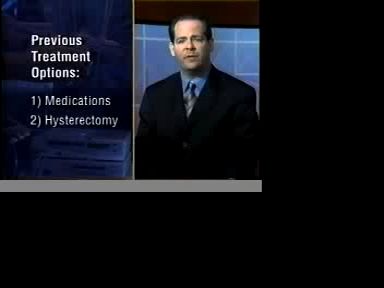 Previous
Treatment
Options:
1) Medications
2) Hysterectomy